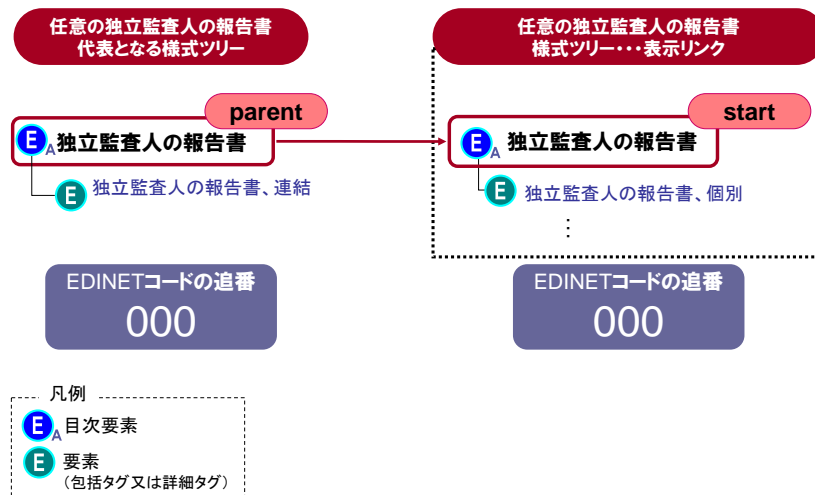 任意の独立監査人の報告書
代表となる様式ツリー
parent
E A 独立監査人の報告書
E 独立監査人の報告書、連結
EDINETコードの追番
000
任意の独立監査人の報告書
様式ツリー・・・表示リンク
start
E A 独立監査人の報告書
E 独立監査人の報告書、個別
⋮
EDINETコードの追番
000
凡例
E A 目次要素
E 要素
（包括タグ又は詳細タグ）